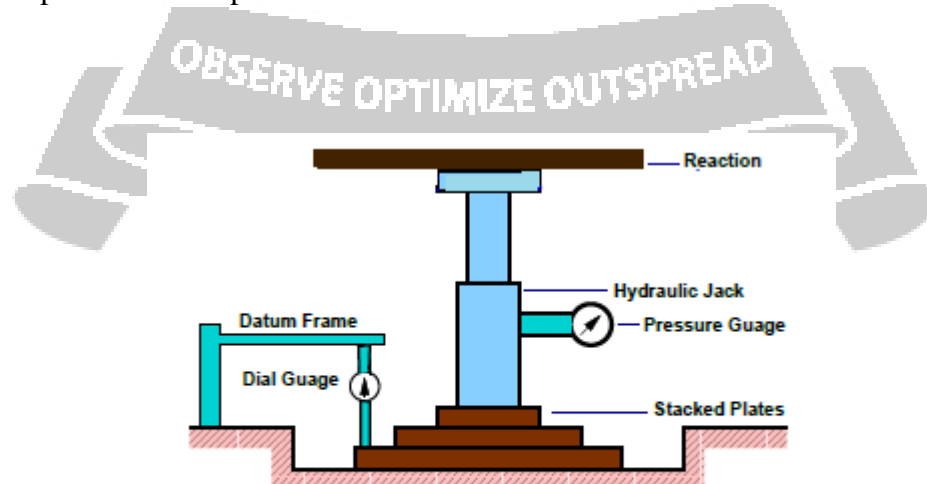 OBSERVE OPTIMIZE OUTSPREAD
Reaction
Hydraulic Jack
Datum Frame
Pressure Guage
Dial Guage
Stacked Plates